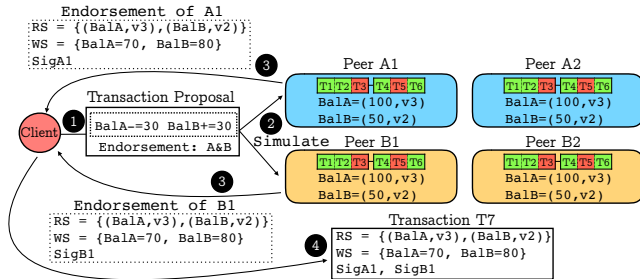 Endorsement of A1
RS = {(BalA,v3),(BalB,v2)}
WS = {BalA=70, BalB=80}
SigA1
3
Peer A1
T1 T2 T3 T4 T5 T6
BalA=(100,v3)
BalB=(50,v2)
Peer A2
T1 T2 T3 T4 T5 T6
BalA=(100,v3)
BalB=(50,v2)
Client
1
Transaction Proposal
BalA-=30 BalB+=30
Endorsement: A&B
2
Simulate
Peer B1
T1 T2 T3 T4 T5 T6
BalA=(100,v3)
BalB=(50,v2)
Peer B2
T1 T2 T3 T4 T5 T6
BalA=(100,v3)
BalB=(50,v2)
3
Endorsement of B1
RS = {(BalA,v3),(BalB,v2)}
WS = {BalA=70, BalB=80}
SigB1
4
Transaction T7
RS = {(BalA,v3),(BalB,v2)}
WS = {BalA=70, BalB=80}
SigA1, SigB1